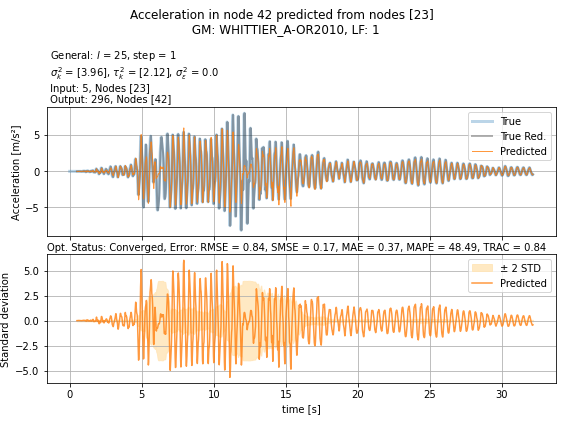 Acceleration in node 42 predicted from nodes [23]
GM: WHITTIER_A-OR2010, LF: 1
General: l = 25, step = 1
σ²ₖ = [3.96], τ²ₖ = [2.12], σ²ε = 0.0
Input: 5, Nodes [23]
Output: 296, Nodes [42]
Acceleration [m/s²]
5
0
−5
True
True Red.
Predicted
Opt. Status: Converged, Error: RMSE = 0.84, SMSE = 0.17, MAE = 0.37, MAPE = 48.49, TRAC = 0.84
Standard deviation
5.0
2.5
0.0
−2.5
−5.0
± 2 STD
Predicted
0 5 10 15 20 25 30
time [s]